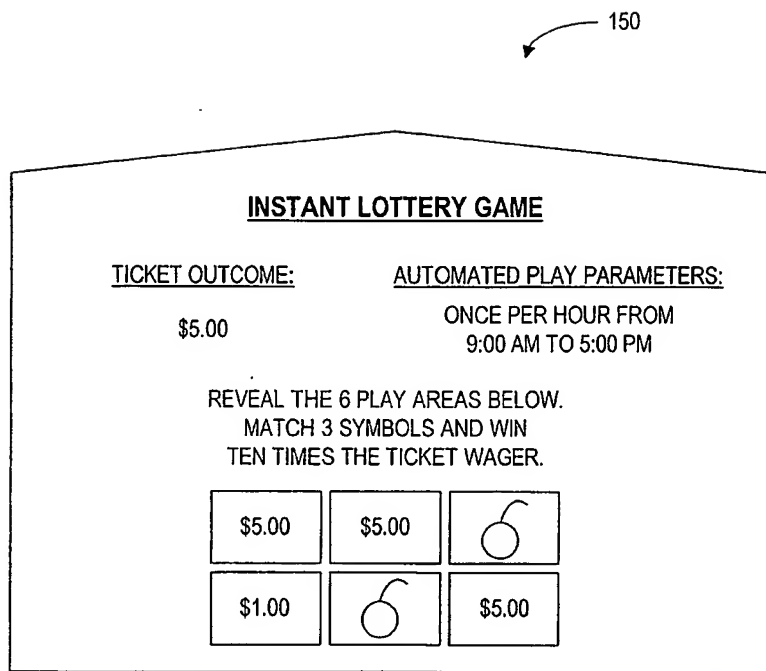 150
INSTANT LOTTERY GAME
TICKET OUTCOME:
$5.00
AUTOMATED PLAY PARAMETERS:
ONCE PER HOUR FROM
9:00 AM TO 5:00 PM
REVEAL THE 6 PLAY AREAS BELOW.
MATCH 3 SYMBOLS AND WIN
TEN TIMES THE TICKET WAGER.
$5.00 $5.00
$1.00 $5.00